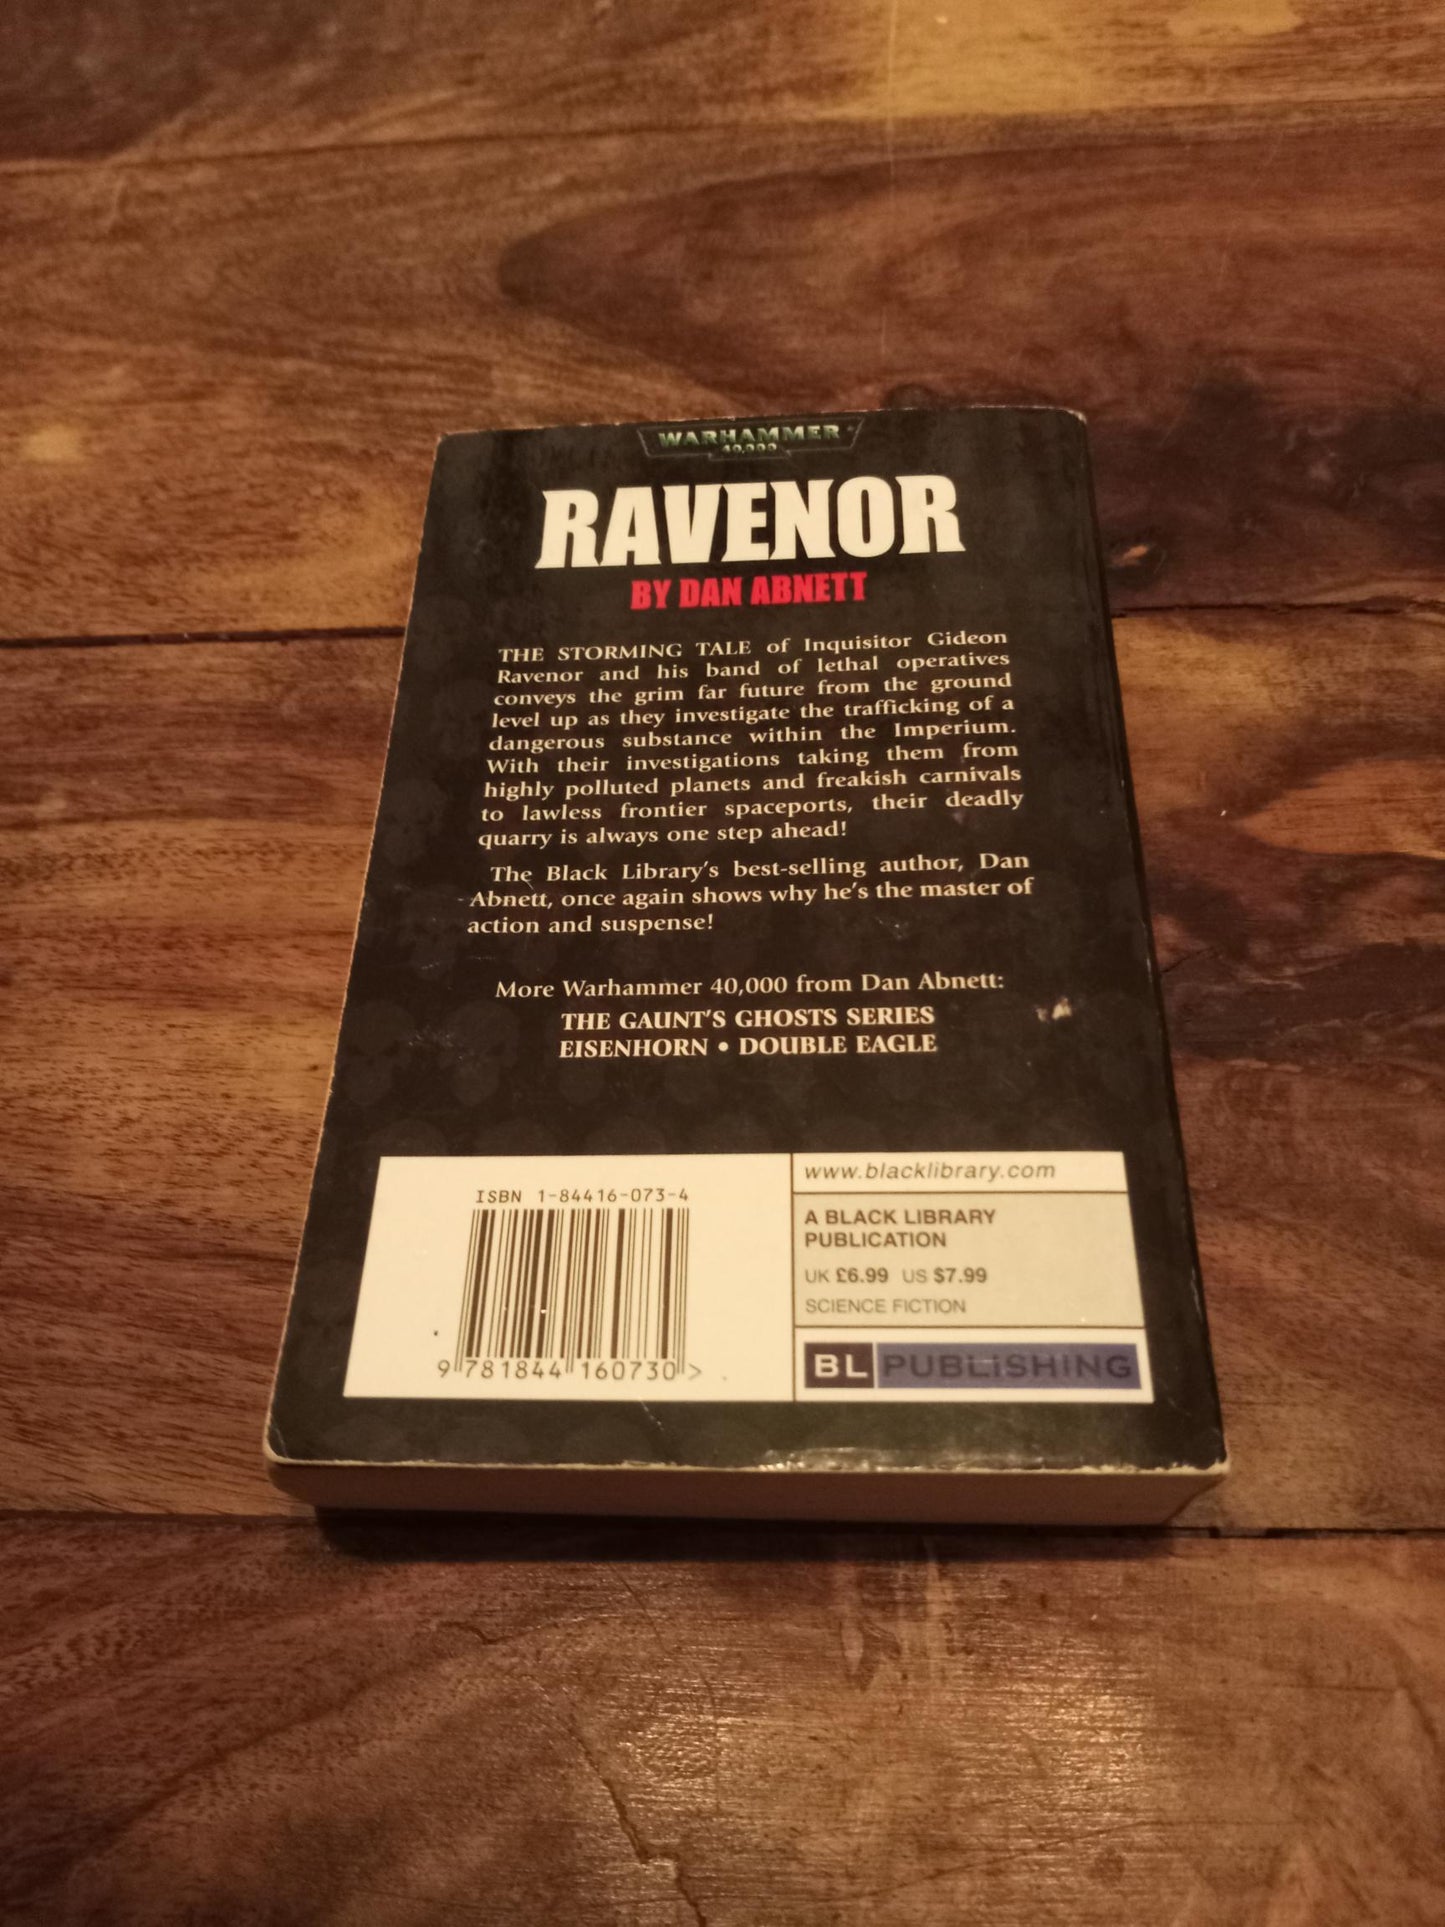 WARHAMMER
40,000
RAVENOR
BY DAN ABNETT
THE STORMING TALE of Inquisitor Gideon
Ravenor and his band of lethal operatives
conveys the grim far future from the ground
level up as they investigate the trafficking of a
dangerous substance within the Imperium.
With their investigations taking them from
highly polluted planets and freakish carnivals
to lawless frontier spaceports, their deadly
quarry is always one step ahead!
The Black Library's best-selling author, Dan
Abnett, once again shows why he's the master of
action and suspense!
More Warhammer 40,000 from Dan Abnett:
THE GAUNT'S GHOSTS SERIES
EISENHORN • DOUBLE EAGLE
ISBN 1-84416-073-4
9 781844 160730 >
www.blacklibrary.com
A BLACK LIBRARY
PUBLICATION
UK £6.99 US $7.99
SCIENCE FICTION
BL PUBLISHING